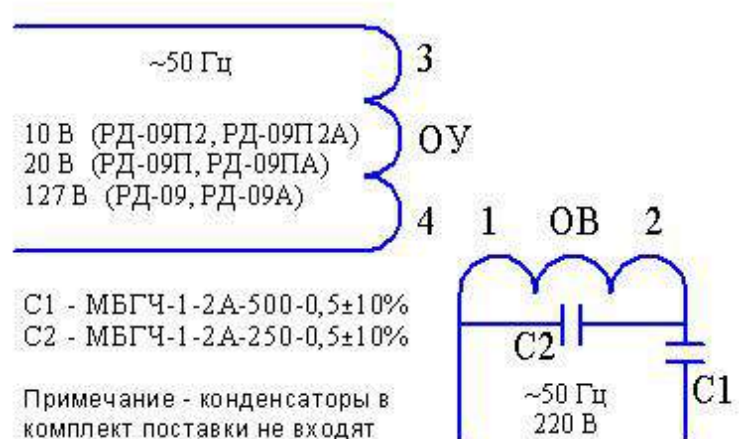 ~50 Гц
3
10 В (РД-09П2, РД-09П2А)
20 В (РД-09П, РД-09ПА)
127 В (РД-09, РД-09А)
ОУ
4
1 ОВ 2
С1 - МБГЧ-1-2А-500-0,5±10%
С2 - МБГЧ-1-2А-250-0,5±10%
С2
С1
Примечание - конденсаторы в
комплект поставки не входят
~50 Гц
220 В